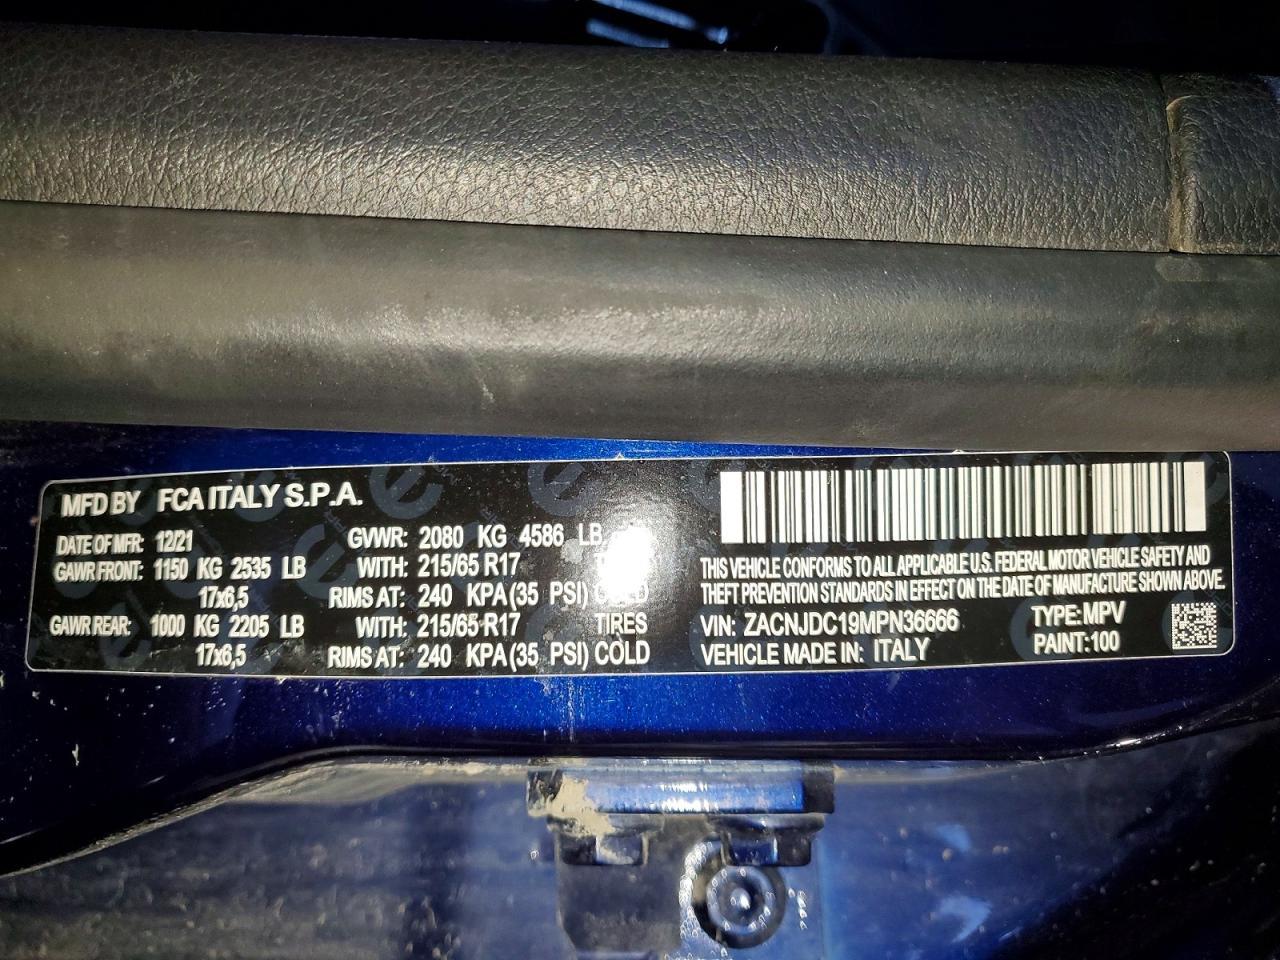 MFD BY FCA ITALY S.P.A.
DATE OF MFR: 12/21 GVWR: 2080 KG 4586 LB
GAWR FRONT: 1150 KG 2535 LB WITH: 215/65 R17
17x6,5 RIMS AT: 240 KPA (35 PSI) COLD
GAWR REAR: 1000 KG 2205 LB WITH: 215/65 R17 TIRES
17x6,5 RIMS AT: 240 KPA (35 PSI) COLD
THIS VEHICLE CONFORMS TO ALL APPLICABLE U.S. FEDERAL MOTOR VEHICLE SAFETY AND
THEFT PREVENTION STANDARDS IN EFFECT ON THE DATE OF MANUFACTURE SHOWN ABOVE.
VIN: ZACNJDC19MPN36666 TYPE: MPV
VEHICLE MADE IN: ITALY PAINT: 100